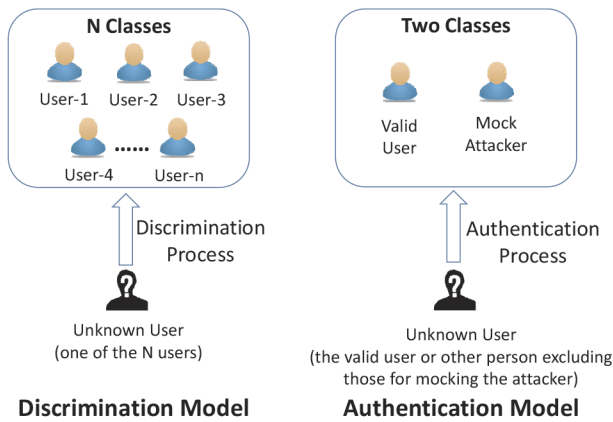 N Classes
User-1 User-2 User-3
User-4 ...... User-n
Discrimination
Process
?
Unknown User
(one of the N users)
Discrimination Model
Two Classes
Valid
User
Mock
Attacker
Authentication
Process
?
Unknown User
(the valid user or other person excluding
those for mocking the attacker)
Authentication Model